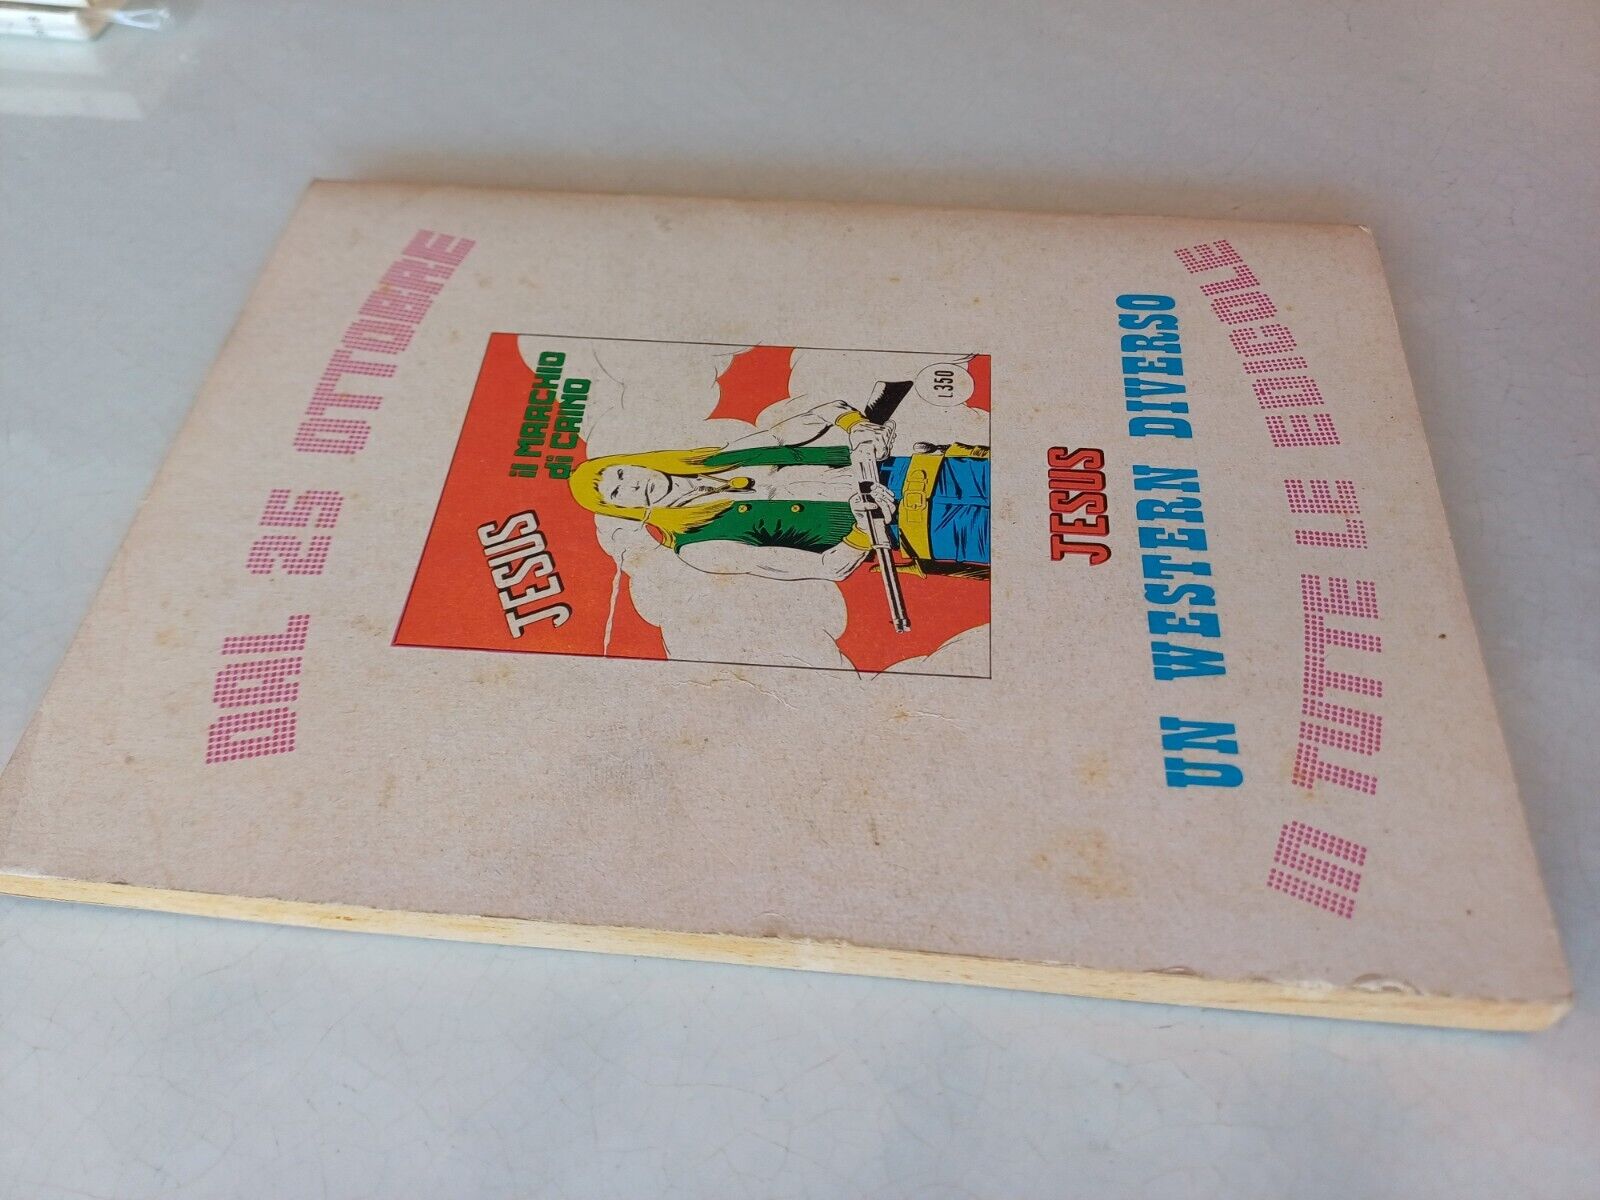 DAL 25 OTTOBRE
JESUS
il MARCHIO
di CAINO
L.350
JESUS
UN WESTERN DIVERSO
IN TUTTE LE EDICOLE